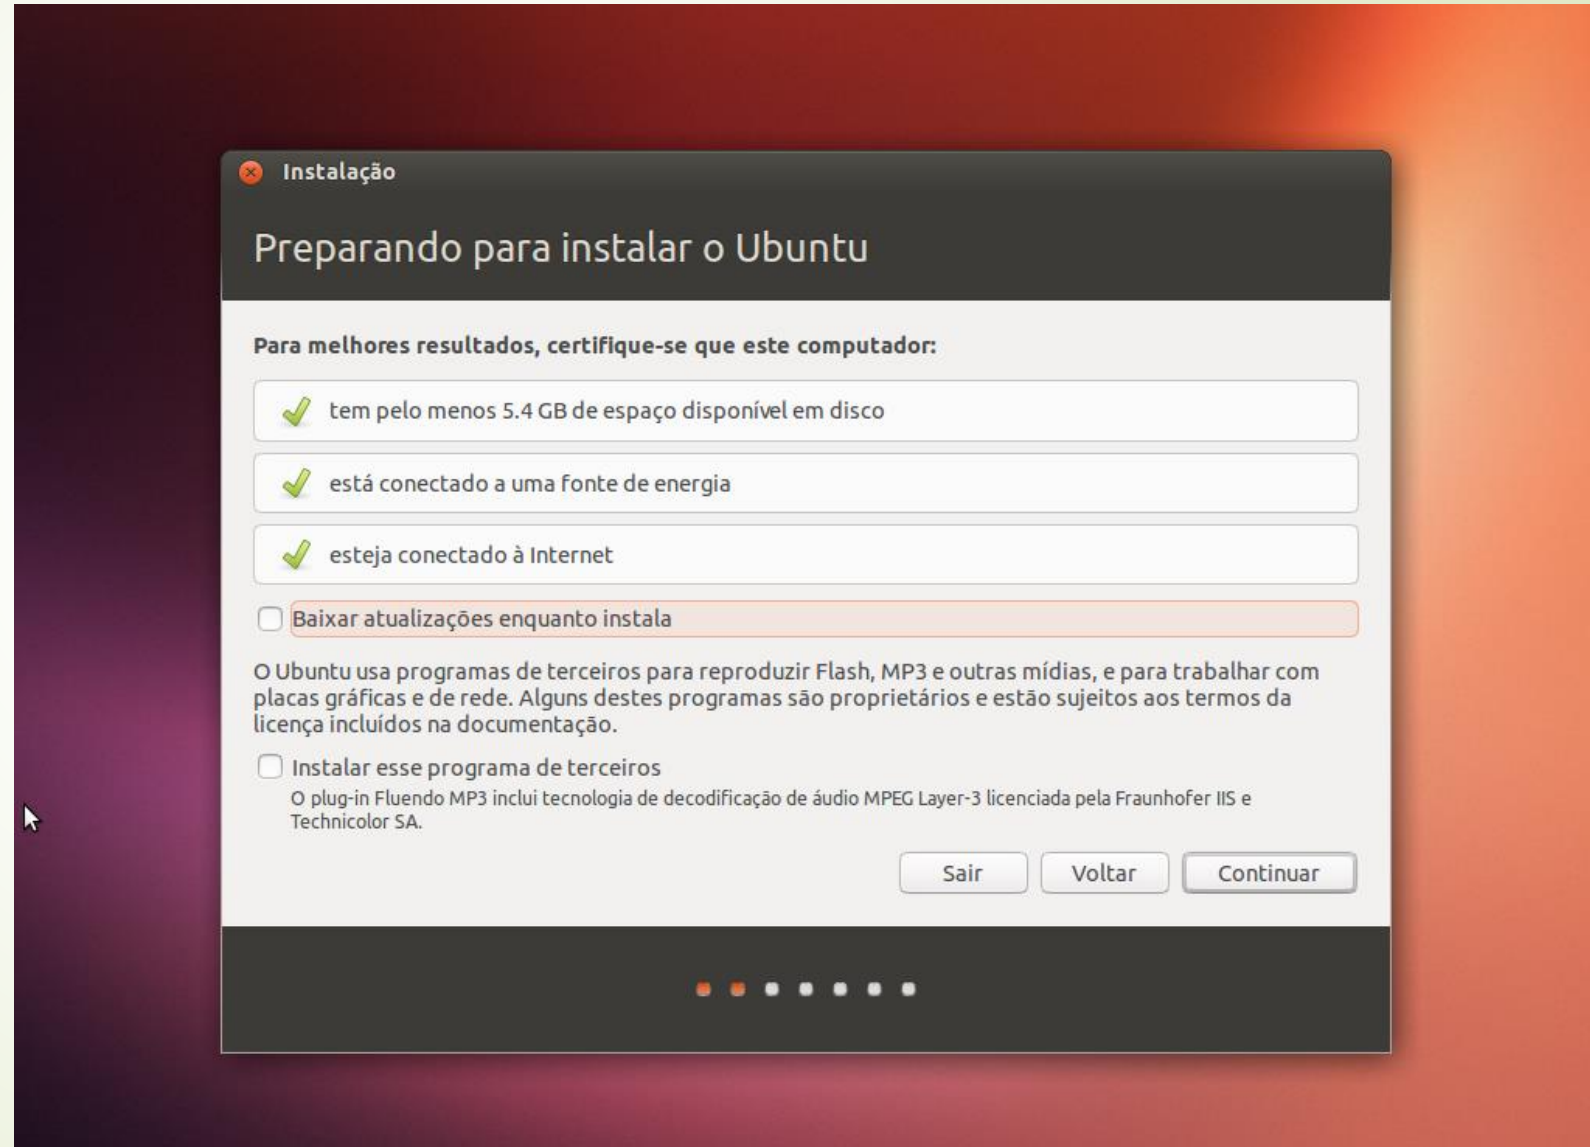 Instalação
Preparando para instalar o Ubuntu
Para melhores resultados, certifique-se que este computador:
tem pelo menos 5.4 GB de espaço disponível em disco
está conectado a uma fonte de energia
esteja conectado à Internet
Baixar atualizações enquanto instala
O Ubuntu usa programas de terceiros para reproduzir Flash, MP3 e outras mídias, e para trabalhar com
placas gráficas e de rede. Alguns destes programas são proprietários e estão sujeitos aos termos da
licença incluídos na documentação.
Instalar esse programa de terceiros
O plug-in Fluendo MP3 inclui tecnologia de decodificação de áudio MPEG Layer-3 licenciada pela Fraunhofer IIS e
Technicolor SA.
Sair Voltar Continuar